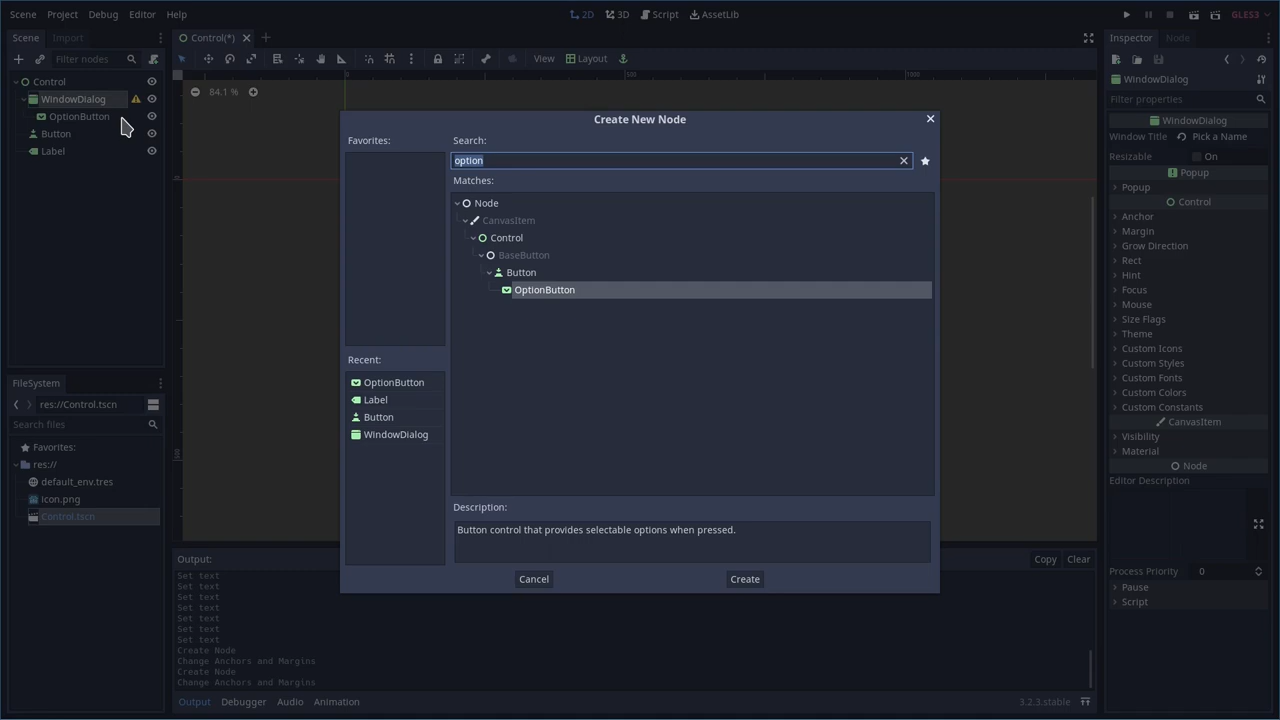 Scene Project Debug Editor Help
2D 3D Script AssetLib
GLES3
Scene Import
Control(*)
Inspector Node
Filter nodes
View Layout
0 500 1000
84.1 %
Control
WindowDialog
OptionButton
Button
Label
FileSystem
res://Control.tscn
Search files
Favorites:
res://
default_env.tres
icon.png
Control.tscn
Create New Node
Favorites:
Search:
option
Matches:
Node
CanvasItem
Control
BaseButton
Button
OptionButton
Recent:
OptionButton
Label
Button
WindowDialog
Description:
Button control that provides selectable options when pressed.
Cancel Create
Output: Copy Clear
Set text
Set text
Set text
Set text
Set text
Set text
Set text
Create Node
Change Anchors and Margins
Create Node
Change Anchors and Margins
Output Debugger Audio Animation 3.2.3.stable
WindowDialog
Filter properties
WindowDialog
Window Title Pick a Name
Resizable On
Popup
Popup
Control
Anchor
Margin
Grow Direction
Rect
Hint
Focus
Mouse
Size Flags
Theme
Custom Icons
Custom Styles
Custom Fonts
Custom Colors
Custom Constants
CanvasItem
Visibility
Material
Node
Editor Description
Process Priority 0
Pause
Script